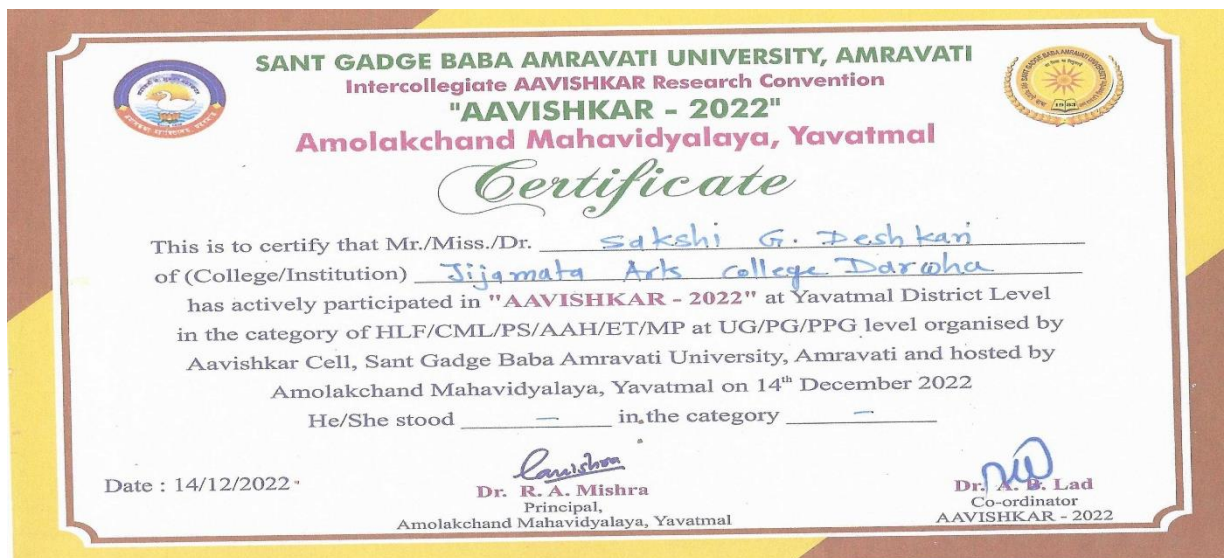 SANT GADGE BABA AMRAVATI UNIVERSITY, AMRAVATI
Intercollegiate AAVISHKAR Research Convention
"AAVISHKAR - 2022"
Amolakchand Mahavidyalaya, Yavatmal
Certificate
This is to certify that Mr./Miss./Dr. Sakshi G. Deshkari
of (College/Institution) Jijamata Arts College Darwha
has actively participated in "AAVISHKAR - 2022" at Yavatmal District Level
in the category of HLF/CML/PS/AAH/ET/MP at UG/PG/PPG level organised by
Aavishkar Cell, Sant Gadge Baba Amravati University, Amravati and hosted by
Amolakchand Mahavidyalaya, Yavatmal on 14th December 2022
He/She stood — in the category —
Date : 14/12/2022
Dr. R. A. Mishra
Principal,
Amolakchand Mahavidyalaya, Yavatmal
Dr. A. B. Lad
Co-ordinator
AAVISHKAR - 2022